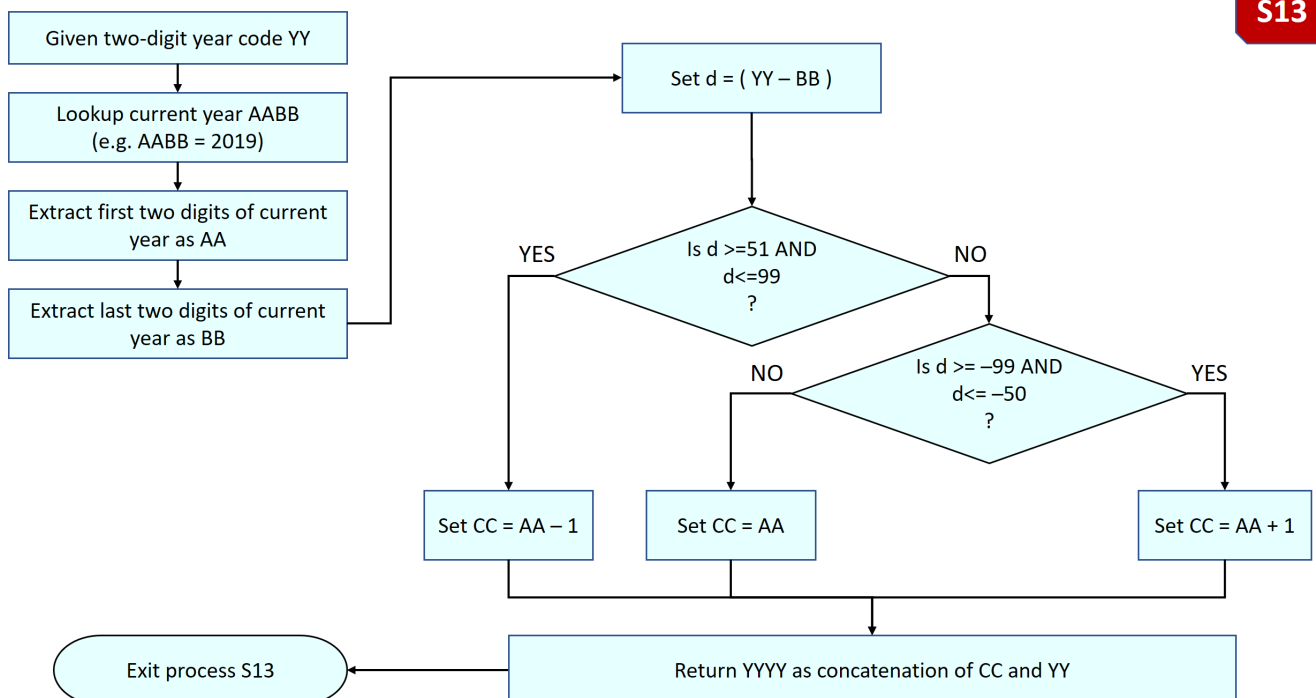 S13
Given two-digit year code YY
Lookup current year AABB
(e.g. AABB = 2019)
Extract first two digits of current
year as AA
Extract last two digits of current
year as BB
Set d = ( YY – BB )
Is d >=51 AND
d<=99
?
YES
NO
Is d >= –99 AND
d<= –50
?
NO
YES
Set CC = AA – 1
Set CC = AA
Set CC = AA + 1
Return YYYY as concatenation of CC and YY
Exit process S13